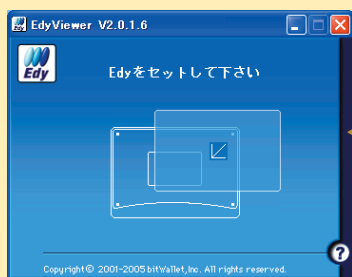 EdyViewer V2.0.1.6
Edy
Edyをセットして下さい
Copyright© 2001-2005 bitWallet,Inc. All rights reserved.
?